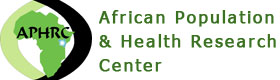 APHRC
African Population
& Health Research
Center